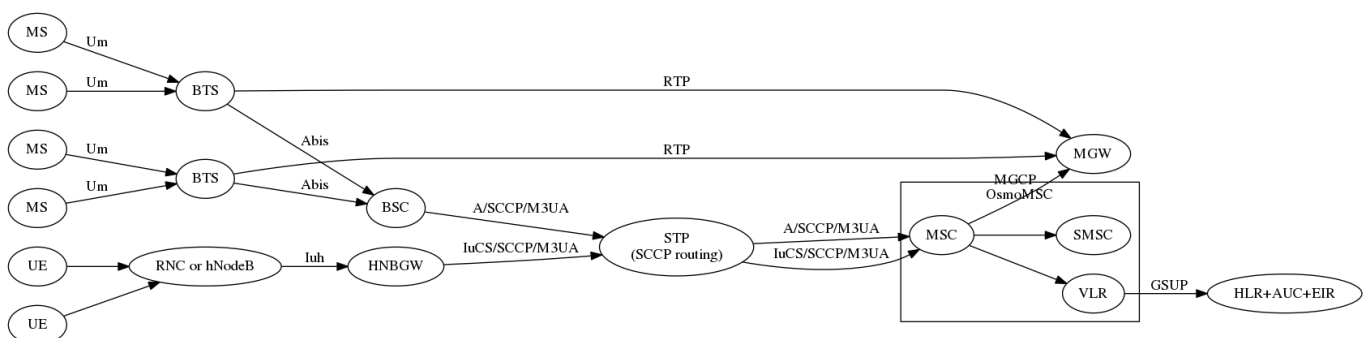 MS
Um
MS
Um
BTS
RTP
MS
Um
Abis
MS
Um
BTS
RTP
Abis
BSC
MGW
MGCP
OsmoMSC
A/SCCP/M3UA
UE
RNC or hNodeB
Iuh
HNBGW
IuCS/SCCP/M3UA
STP
(SCCP routing)
A/SCCP/M3UA
IuCS/SCCP/M3UA
MSC
SMSC
UE
VLR
GSUP
HLR+AUC+EIR